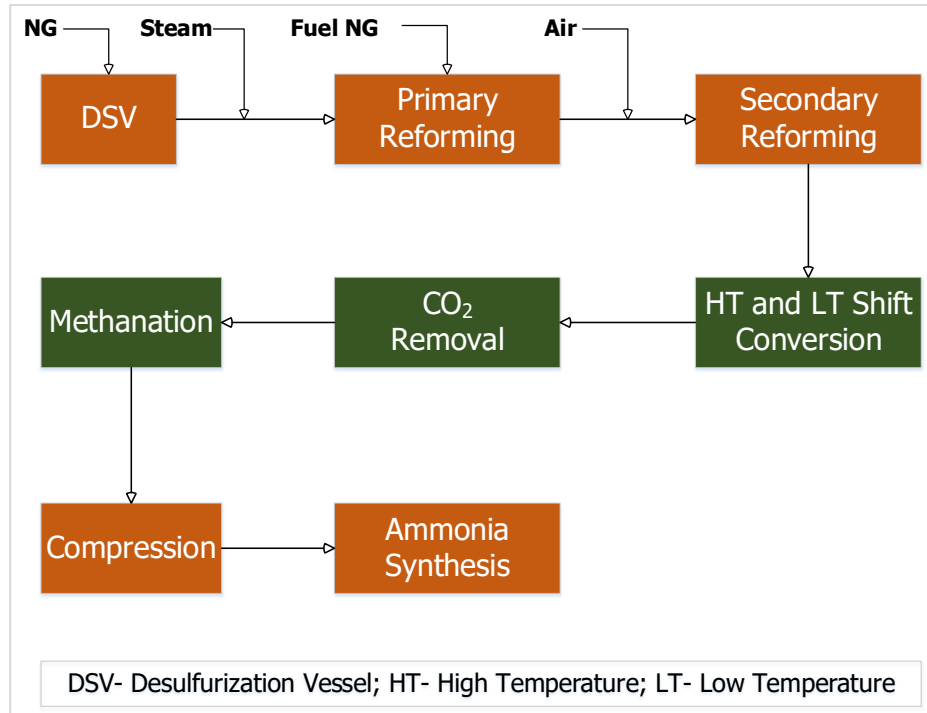 NG
Steam
Fuel NG
Air
DSV
Primary
Reforming
Secondary
Reforming
Methanation
CO₂
Removal
HT and LT Shift
Conversion
Compression
Ammonia
Synthesis
DSV- Desulfurization Vessel; HT- High Temperature; LT- Low Temperature